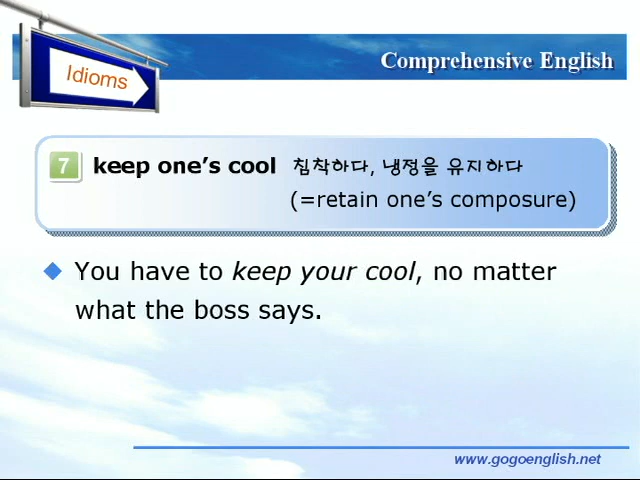 Idioms
Comprehensive English
7 keep one's cool 침착하다, 냉정을 유지하다
(=retain one's composure)
You have to keep your cool, no matter
what the boss says.
www.gogoenglish.net